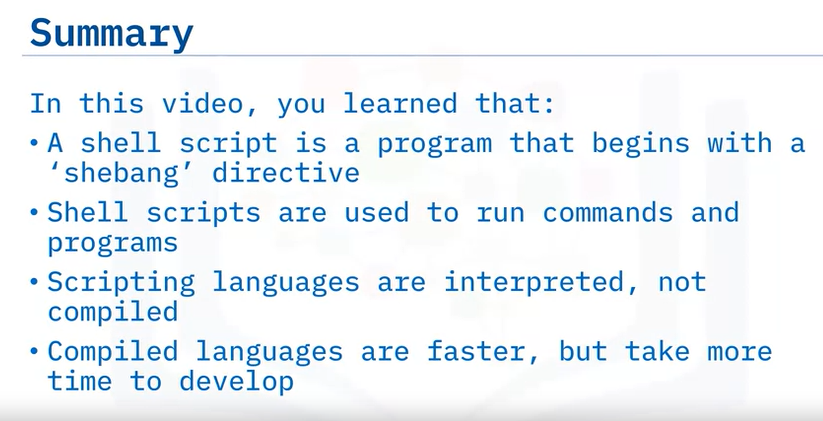 Summary
In this video, you learned that:
• A shell script is a program that begins with a
‘shebang’ directive
• Shell scripts are used to run commands and
programs
• Scripting languages are interpreted, not
compiled
• Compiled languages are faster, but take more
time to develop